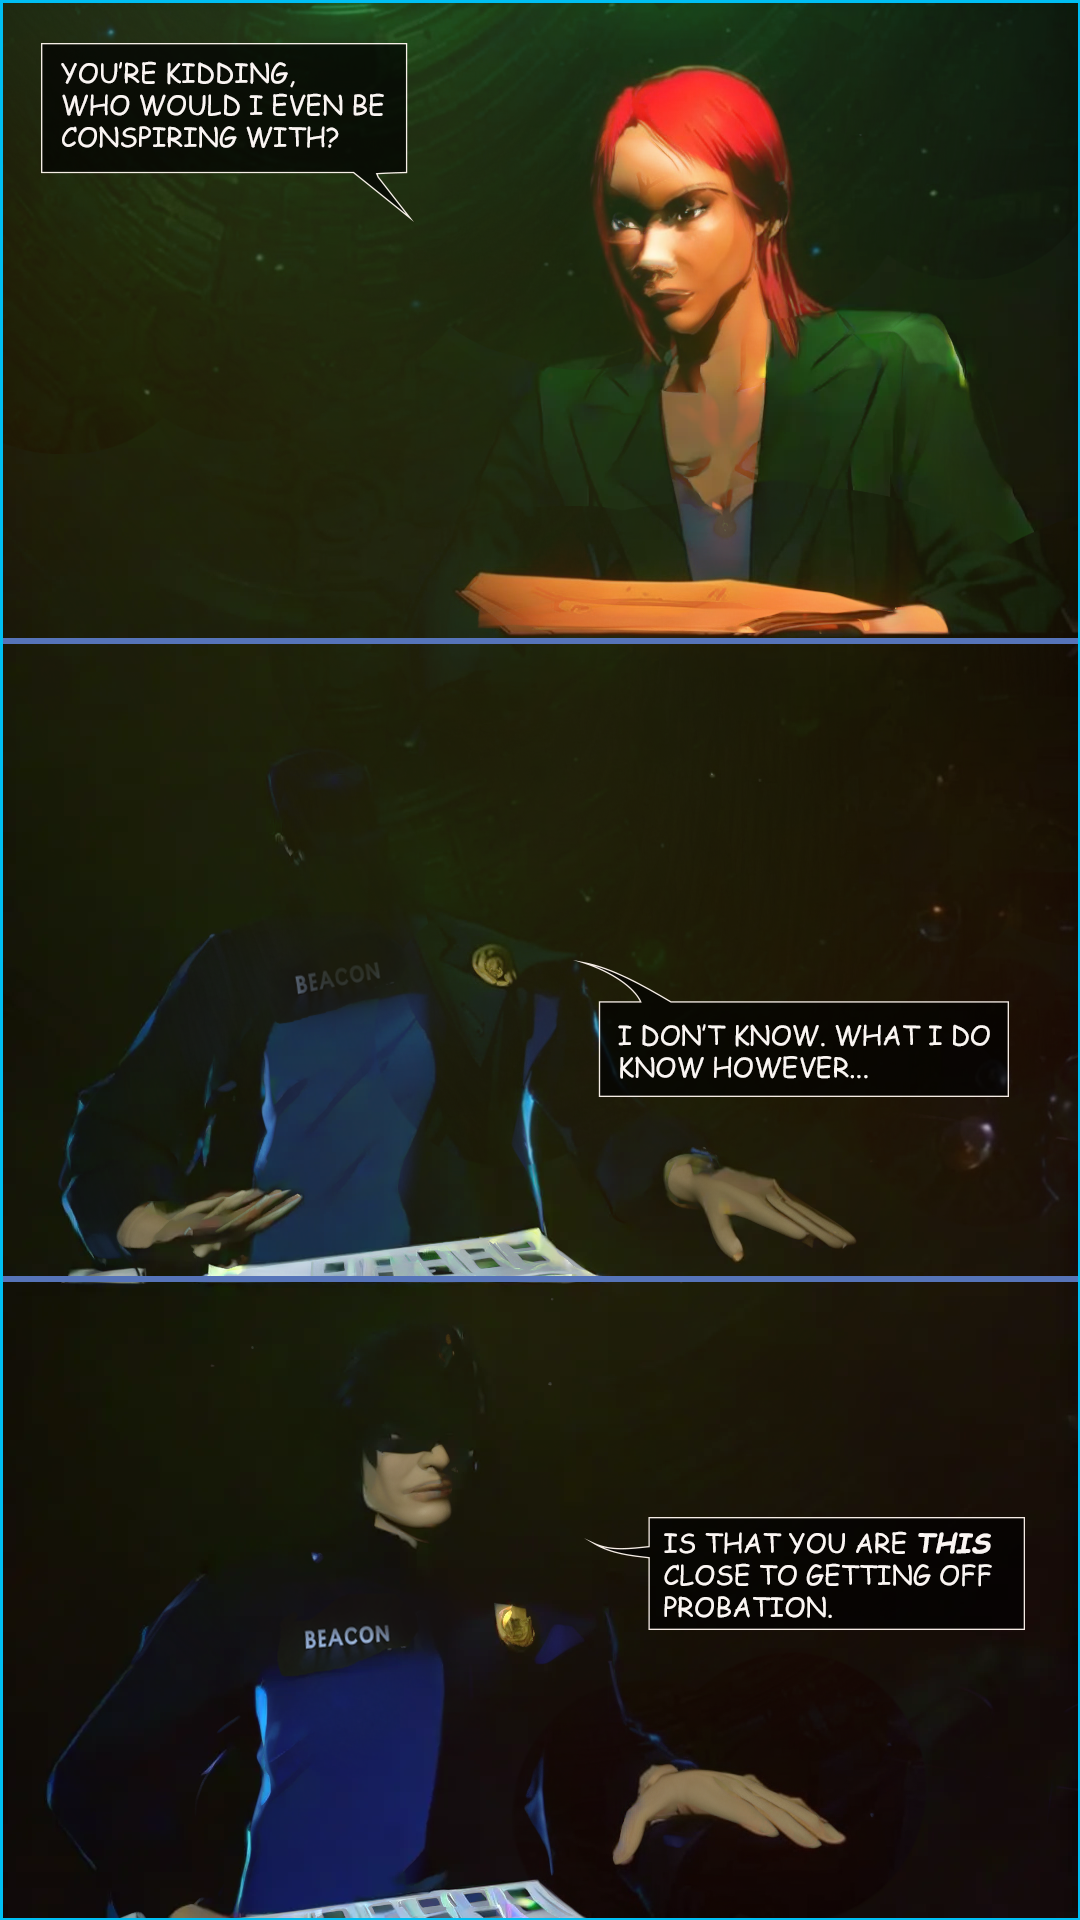 YOU'RE KIDDING,
WHO WOULD I EVEN BE
CONSPIRING WITH?
BEACON
I DON'T KNOW. WHAT I DO
KNOW HOWEVER...
IS THAT YOU ARE THIS
CLOSE TO GETTING OFF
PROBATION.
BEACON